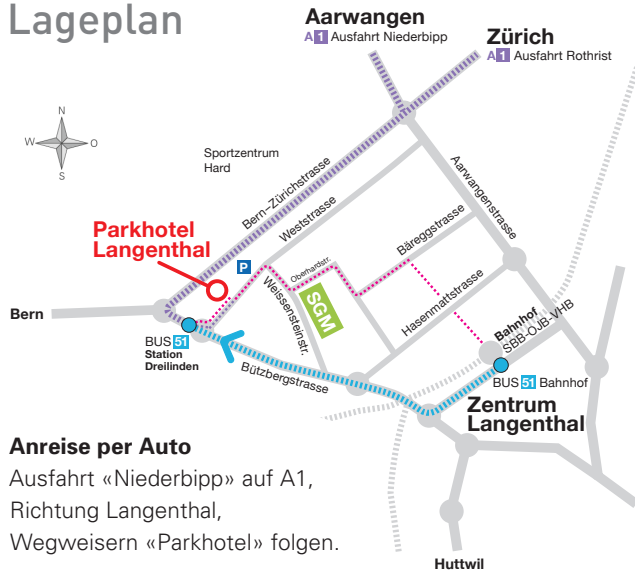 Lageplan
Aarwangen
A1 Ausfahrt Niederbipp
Zürich
A1 Ausfahrt Rothrist
N
W O
S
Sportzentrum
Hard
Bern–Zürichstrasse
Weststrasse
Aarwangenstrasse
Parkhotel
Langenthal
P
Oberhardstr.
Bäreggstrasse
Weissensteinstr.
SGM
Hasenmattstrasse
Bern
BUS 51
Station
Dreilinden
Bützbergstrasse
Bahnhof
SBB-OJB-VHB
BUS 51 Bahnhof
Zentrum
Langenthal
Anreise per Auto
Ausfahrt «Niederbipp» auf A1,
Richtung Langenthal,
Wegweisern «Parkhotel» folgen.
Huttwil